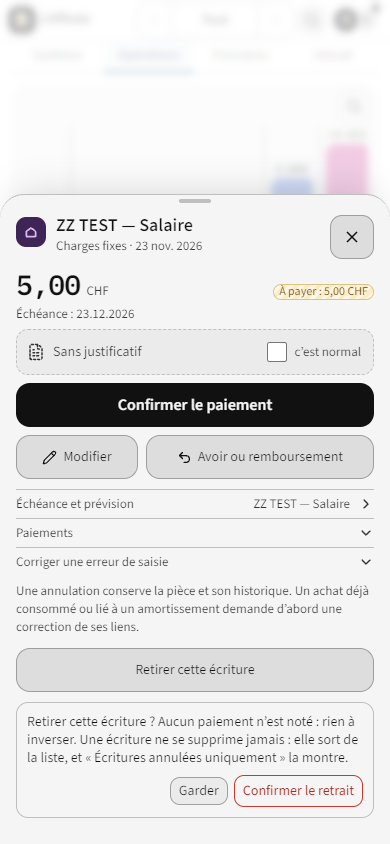 ZZ TEST — Salaire
Charges fixes · 23 nov. 2026
5,00 CHF
À payer : 5,00 CHF
Échéance : 23.12.2026
Sans justificatif
c’est normal
Confirmer le paiement
Modifier
Avoir ou remboursement
Échéance et prévision
ZZ TEST — Salaire
Paiements
Corriger une erreur de saisie
Une annulation conserve la pièce et son historique. Un achat déjà
consommé ou lié à un amortissement demande d’abord une
correction de ses liens.
Retirer cette écriture
Retirer cette écriture ? Aucun paiement n’est noté : rien à
inverser. Une écriture ne se supprime jamais : elle sort de
la liste, et « Écritures annulées uniquement » la montre.
Garder
Confirmer le retrait